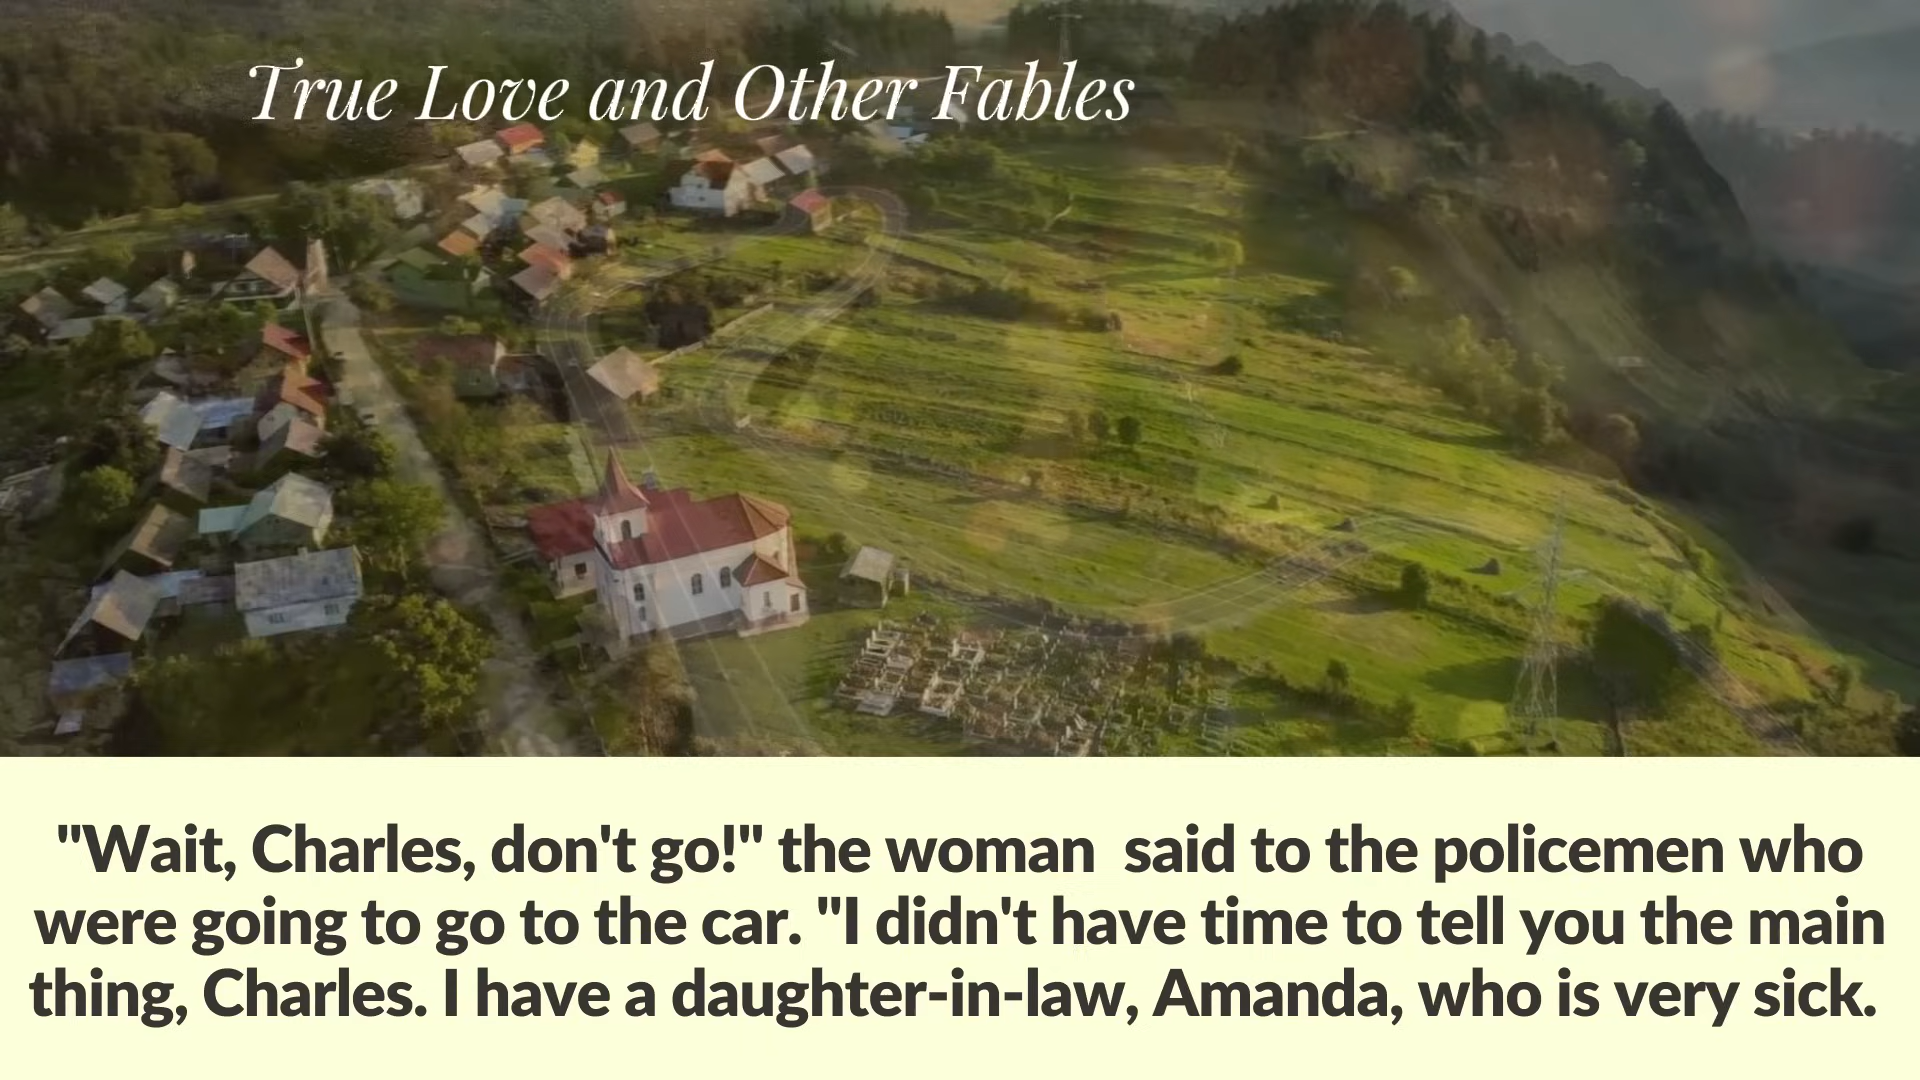 True Love and Other Fables
"Wait, Charles, don't go!" the woman  said to the policemen who
were going to go to the car. "I didn't have time to tell you the main
thing, Charles. I have a daughter-in-law, Amanda, who is very sick.